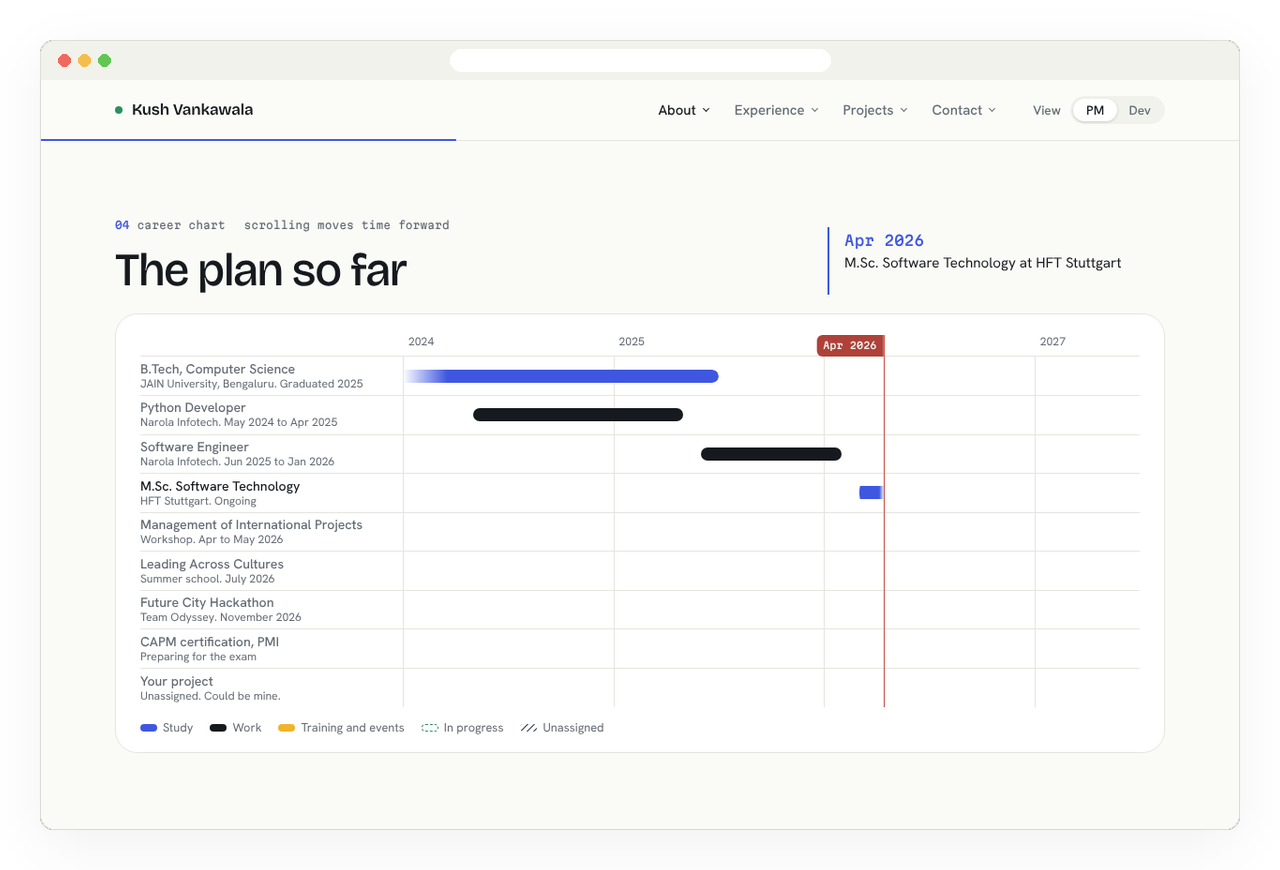 Kush Vankawala
About Experience Projects Contact View PM Dev
04 career chart scrolling moves time forward
The plan so far
Apr 2026
M.Sc. Software Technology at HFT Stuttgart
2024 2025 Apr 2026 2027
B.Tech, Computer Science
JAIN University, Bengaluru. Graduated 2025
Python Developer
Narola Infotech. May 2024 to Apr 2025
Software Engineer
Narola Infotech. Jun 2025 to Jan 2026
M.Sc. Software Technology
HFT Stuttgart. Ongoing
Management of International Projects
Workshop. Apr to May 2026
Leading Across Cultures
Summer school. July 2026
Future City Hackathon
Team Odyssey. November 2026
CAPM certification, PMI
Preparing for the exam
Your project
Unassigned. Could be mine.
Study Work Training and events In progress Unassigned